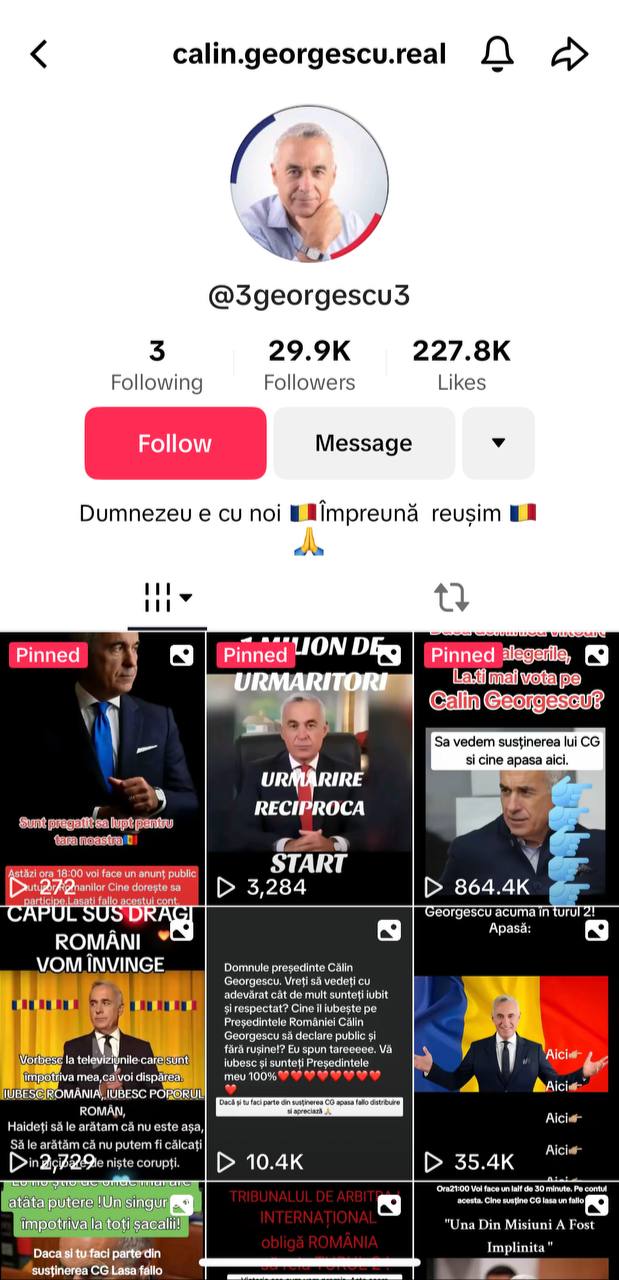 calin.georgescu.real
@3georgescu3
3
29.9K
227.8K
Following
Followers
Likes
Follow
Message
Dumnezeu e cu noi 🇷🇴Împreună reușim 🇷🇴
🙏
Pinned
Sunt pregatit sa lupt pentru
tara noastra🇷🇴
Astăzi ora 18:00 voi face un anunț public
Romanilor Cine dorește sa
participe.Lasati fallo acestui cont.
272
Pinned
1 MILION DE
URMARITORI
URMARIRE
RECIPROCA
START
3,284
Pinned
Daca duminica viitoare
alegerile,
La.ti mai vota pe
Calin Georgescu?
Sa vedem susținerea lui CG
si cine apasa aici.
864.4K
CAPUL SUS DRAGI
ROMÂNI
VOM ÎNVINGE
Vorbesc la televiziunile care sunt
împotriva mea,ca voi dispărea.
IUBESC ROMÂNIA, IUBESC POPORUL
ROMÂN,
Haideți să le arătam că nu este așa,
Să le arătăm că nu putem fi călcați
in picioare de niște corupți.
2,729
Domnule președinte Călin
Georgescu. Vreți să vedeți cu
adevărat cât de mult sunteți iubit
și respectat? Cine îl iubește pe
Președintele României Călin
Georgescu să declare public și
fără rușine!? Eu spun tareeeee. Vă
iubesc și sunteți Președintele
meu 100%❤️❤️❤️❤️❤️❤️❤️❤️
❤️
Dacă și tu faci parte din susținerea CG apasa fallo distribuire
si apreciază 🙏
10.4K
Georgescu acuma in turul 2!
Apasă:
Aici👉
Aici👉
Aici👉
Aici👉
35.4K
atâta putere !Un singur
împotriva la toți șacalii!
Daca si tu faci parte din
susținerea CG Lasa fallo
TRIBUNALUL DE ARBITRAJ
INTERNAȚIONAL
obligă ROMÂNIA
Ora21:00 Voi face un laif de 30 minute. Pe contul
acesta. Cine susține CG lasa un fallo
"Una Din Misiuni A Fost
Implinita "